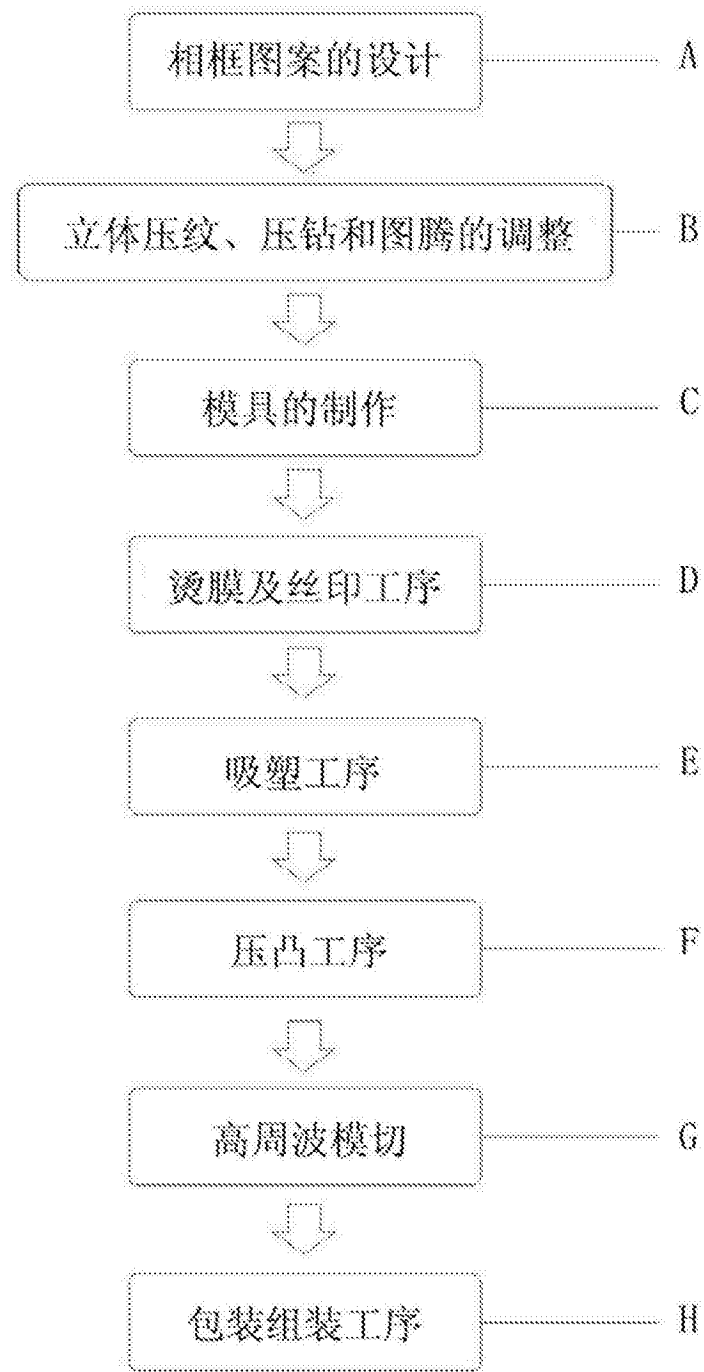 相框图案的设计 A
立体压纹、压钻和图腾的调整 B
模具的制作 C
烫膜及丝印工序 D
吸塑工序 E
压凸工序 F
高周波模切 G
包装组装工序 H